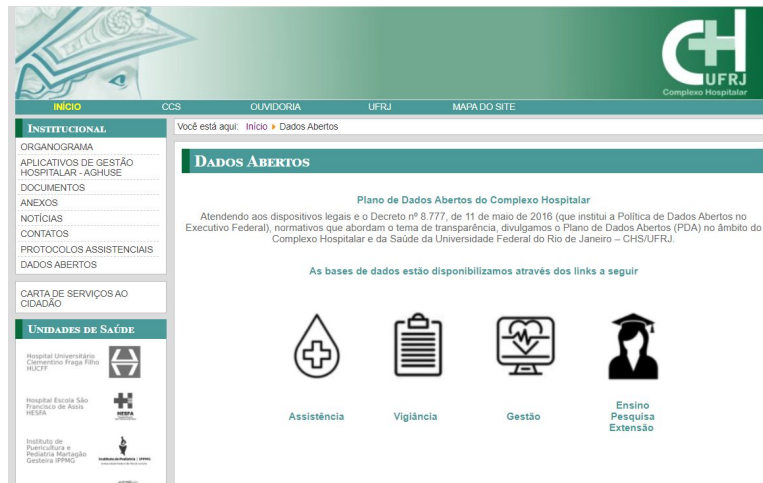 UFRJ
Complexo Hospitalar
INÍCIO
CCS
OUVIDORIA
UFRJ
MAPA DO SITE
INSTITUCIONAL
ORGANOGRAMA
APLICATIVOS DE GESTÃO
HOSPITALAR - AGHUSE
DOCUMENTOS
ANEXOS
NOTÍCIAS
CONTATOS
PROTOCOLOS ASSISTENCIAIS
DADOS ABERTOS
CARTA DE SERVIÇOS AO
CIDADÃO
UNIDADES DE SAÚDE
Hospital Universitário
Clementino Fraga Filho
HUCFF
Hospital Escola São
Francisco de Assis
HESFA
HESFA
Instituto de
Puericultura e
Pediatria Martagão
Gesteira IPPMG
Você está aqui: Início Dados Abertos
DADOS ABERTOS
Plano de Dados Abertos do Complexo Hospitalar
Atendendo aos dispositivos legais e o Decreto nº 8.777, de 11 de maio de 2016 (que institui a Política de Dados Abertos no
Executivo Federal), normativos que abordam o tema de transparência, divulgamos o Plano de Dados Abertos (PDA) no âmbito do
Complexo Hospitalar e da Saúde da Universidade Federal do Rio de Janeiro – CHS/UFRJ.
As bases de dados estão disponibilizamos através dos links a seguir
Assistência
Vigiância
Gestão
Ensino
Pesquisa
Extensão